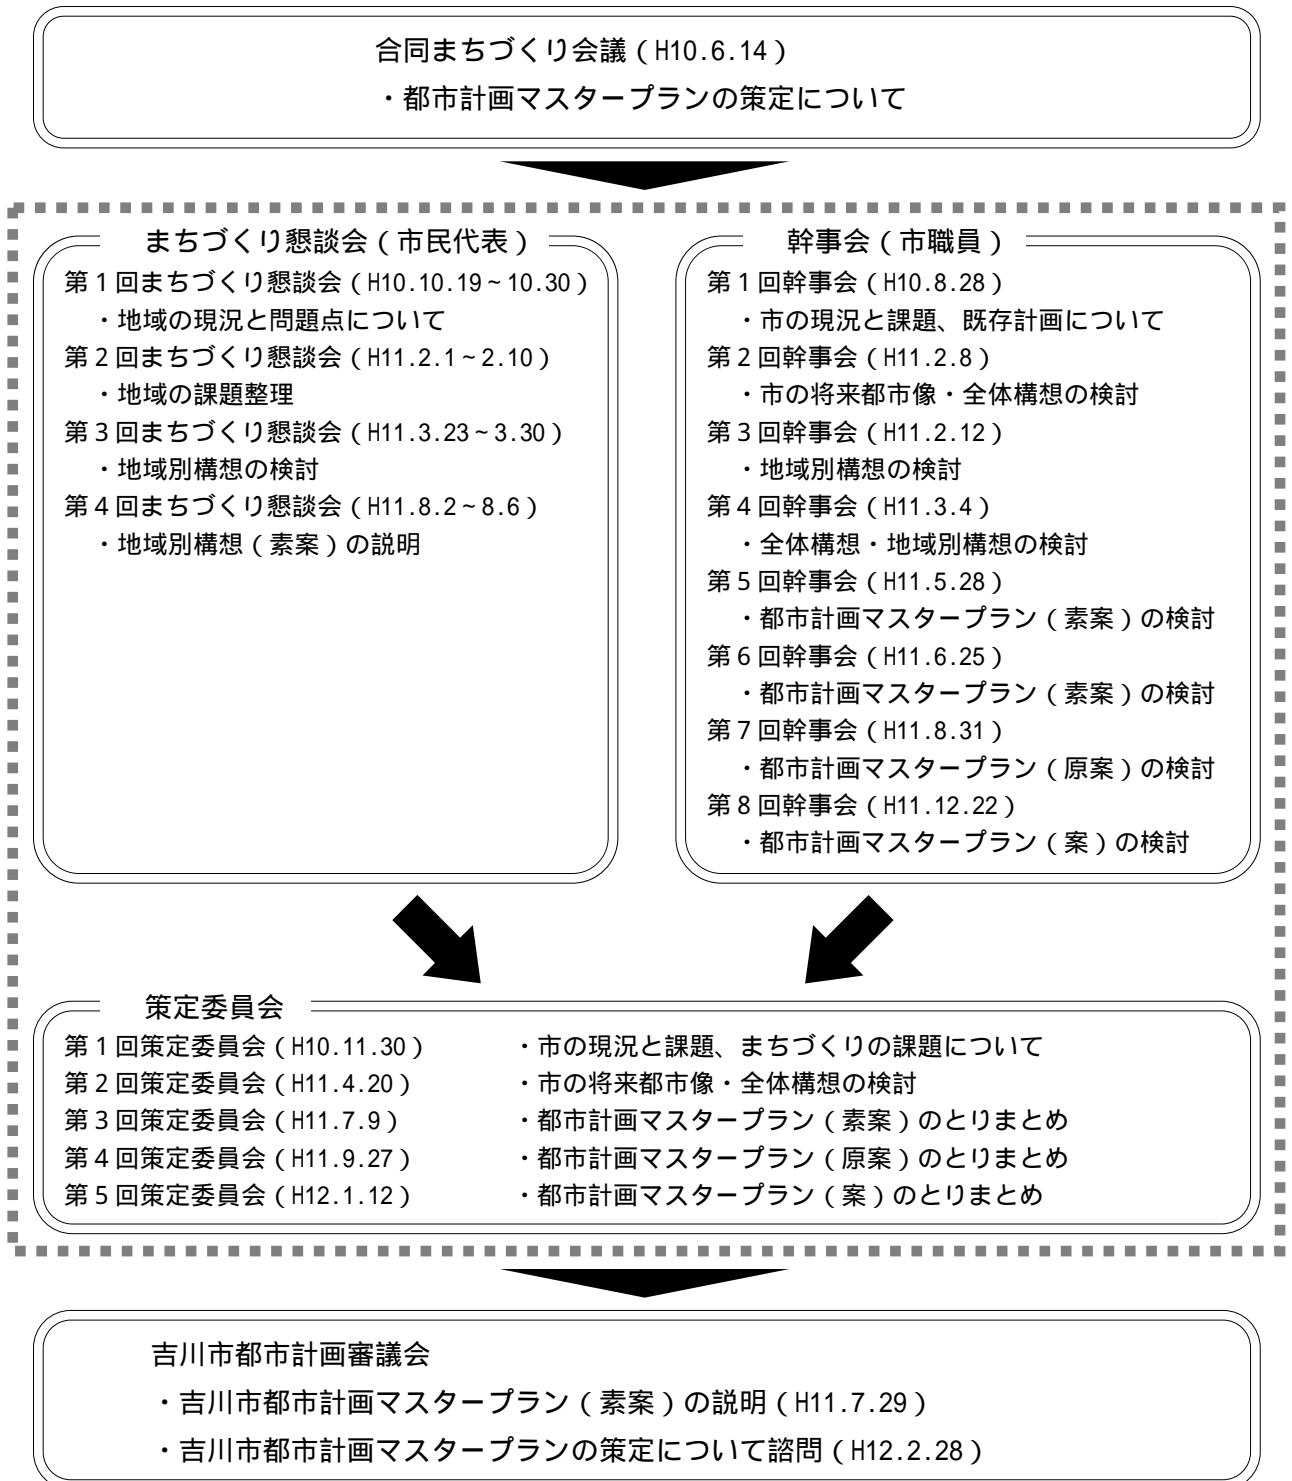 合同まちづくり会議（H10.6.14）
・都市計画マスタープランの策定について
まちづくり懇談会（市民代表）
第１回まちづくり懇談会（H10.10.19~10.30）
・地域の現況と問題点について
第２回まちづくり懇談会（H11.2.1~2.10）
・地域の課題整理
第３回まちづくり懇談会（H11.3.23~3.30）
・地域別構想の検討
第４回まちづくり懇談会（H11.8.2~8.6）
・地域別構想（素案）の説明
幹事会（市職員）
第１回幹事会（H10.8.28）
・市の現況と課題、既存計画について
第２回幹事会（H11.2.8）
・市の将来都市像・全体構想の検討
第３回幹事会（H11.2.12）
・地域別構想の検討
第４回幹事会（H11.3.4）
・全体構想・地域別構想の検討
第５回幹事会（H11.5.28）
・都市計画マスタープラン（素案）の検討
第６回幹事会（H11.6.25）
・都市計画マスタープラン（素案）の検討
第７回幹事会（H11.8.31）
・都市計画マスタープラン（原案）の検討
第８回幹事会（H11.12.22）
・都市計画マスタープラン（案）の検討
策定委員会
第１回策定委員会（H10.11.30）　・市の現況と課題、まちづくりの課題について
第２回策定委員会（H11.4.20）　・市の将来都市像・全体構想の検討
第３回策定委員会（H11.7.9）　・都市計画マスタープラン（素案）のとりまとめ
第４回策定委員会（H11.9.27）　・都市計画マスタープラン（原案）のとりまとめ
第５回策定委員会（H12.1.12）　・都市計画マスタープラン（案）のとりまとめ
吉川市都市計画審議会
・吉川市都市計画マスタープラン（素案）の説明（H11.7.29）
・吉川市都市計画マスタープランの策定について諮問（H12.2.28）